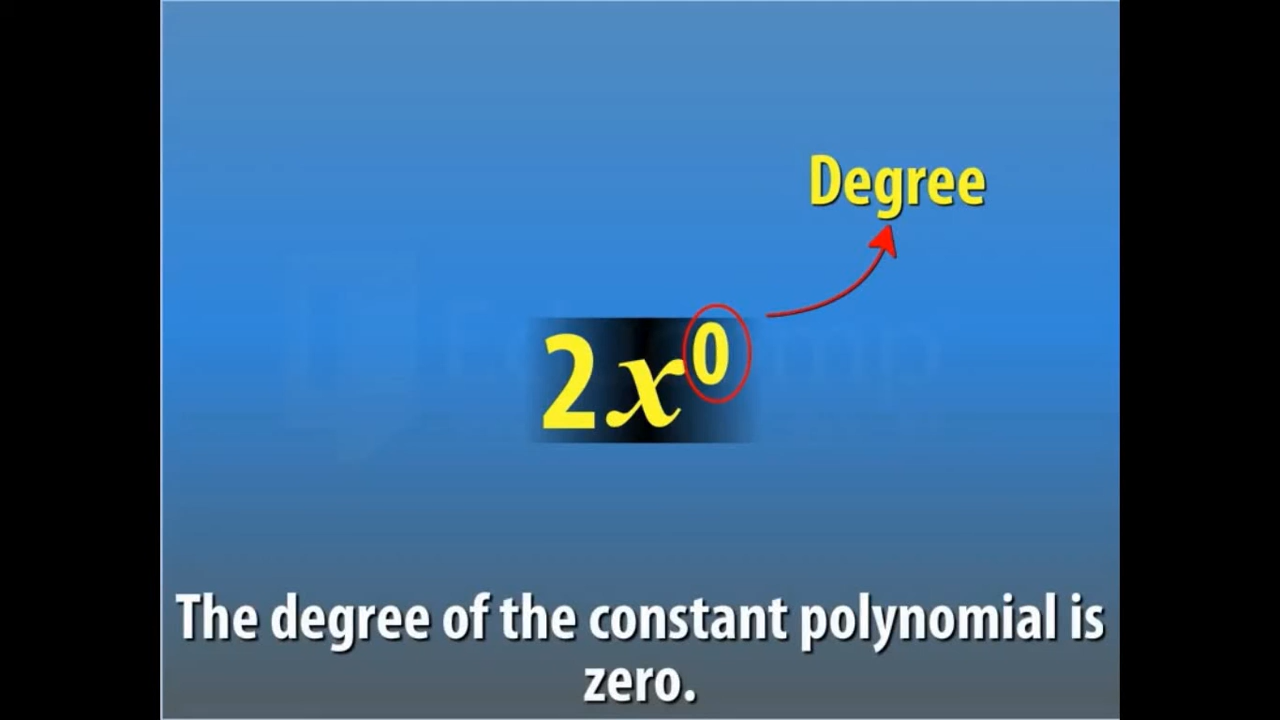 Degree
2x⁰
The degree of the constant polynomial is
zero.